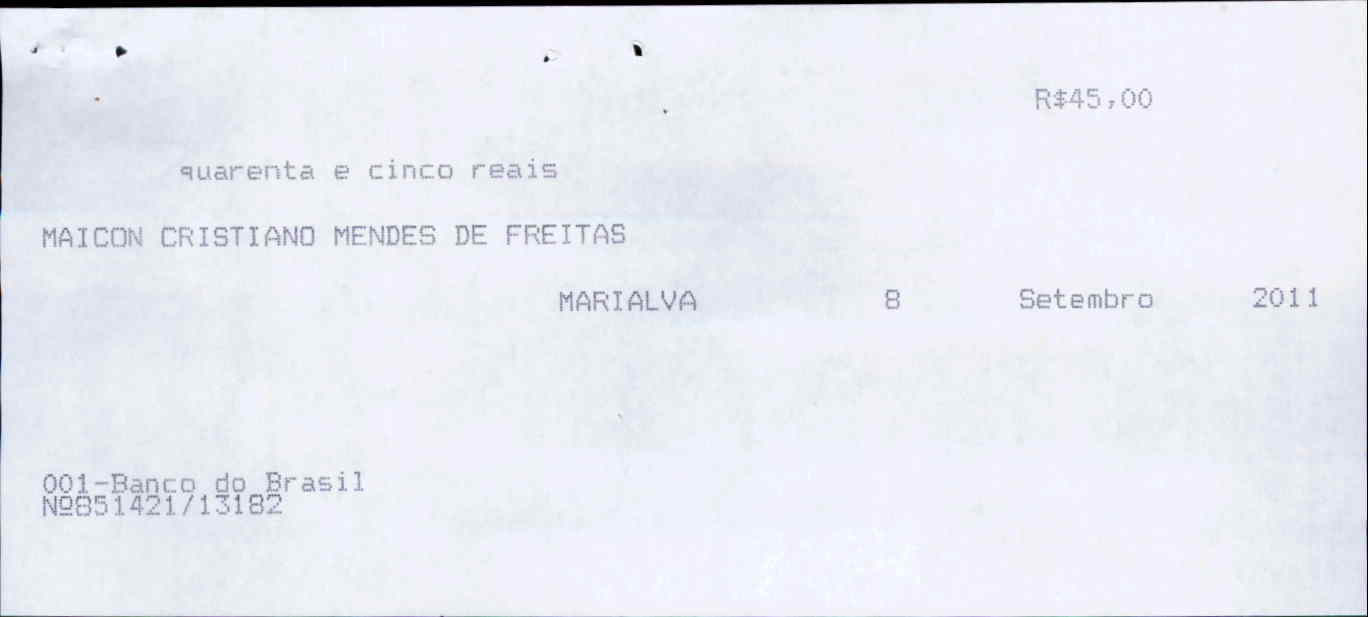 R$45,00
quarenta e cinco reais
MAICON CRISTIANO MENDES DE FREITAS
MARIALVA 8 Setembro 2011
001-Banco do Brasil
Nº851421/13182